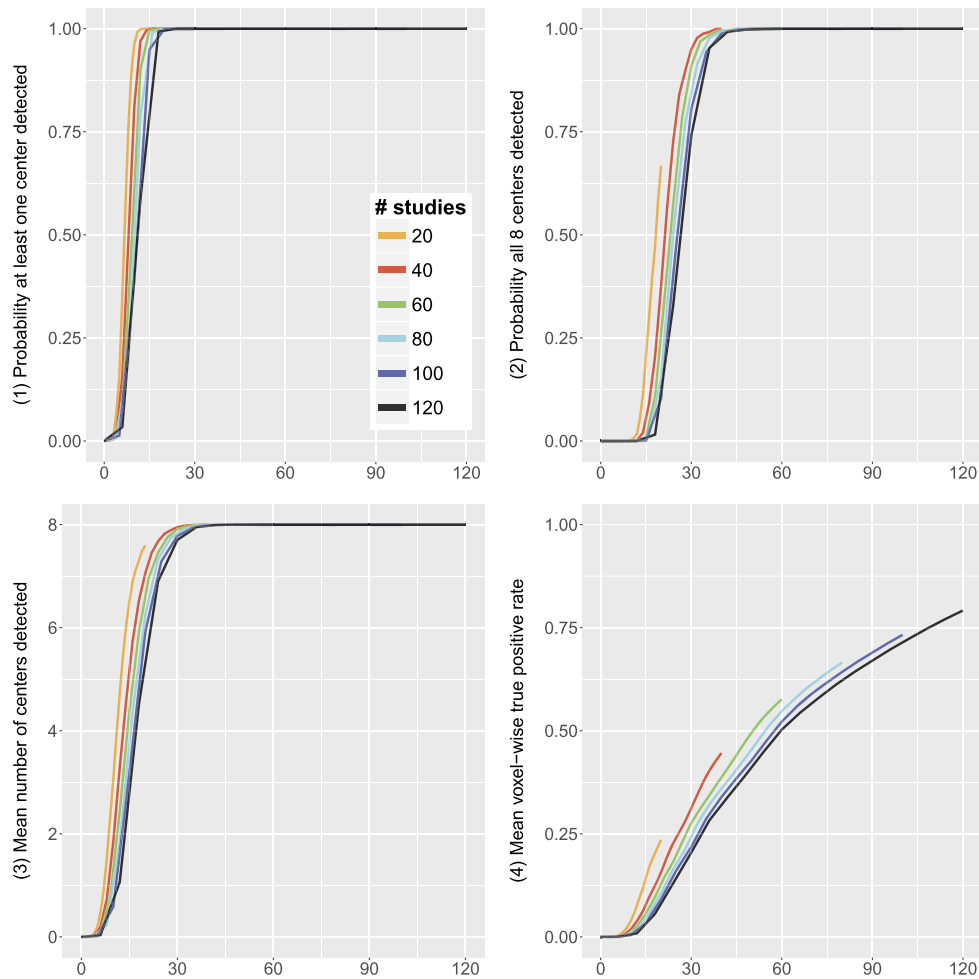 (1) Probability at least one center detected
1.00
0.75
0.50
0.25
0.00
0 30 60 90 120
# studies
20
40
60
80
100
120
(2) Probability all 8 centers detected
1.00
0.75
0.50
0.25
0.00
0 30 60 90 120
(3) Mean number of centers detected
8
6
4
2
0
0 30 60 90 120
(4) Mean voxel−wise true positive rate
1.00
0.75
0.50
0.25
0.00
0 30 60 90 120